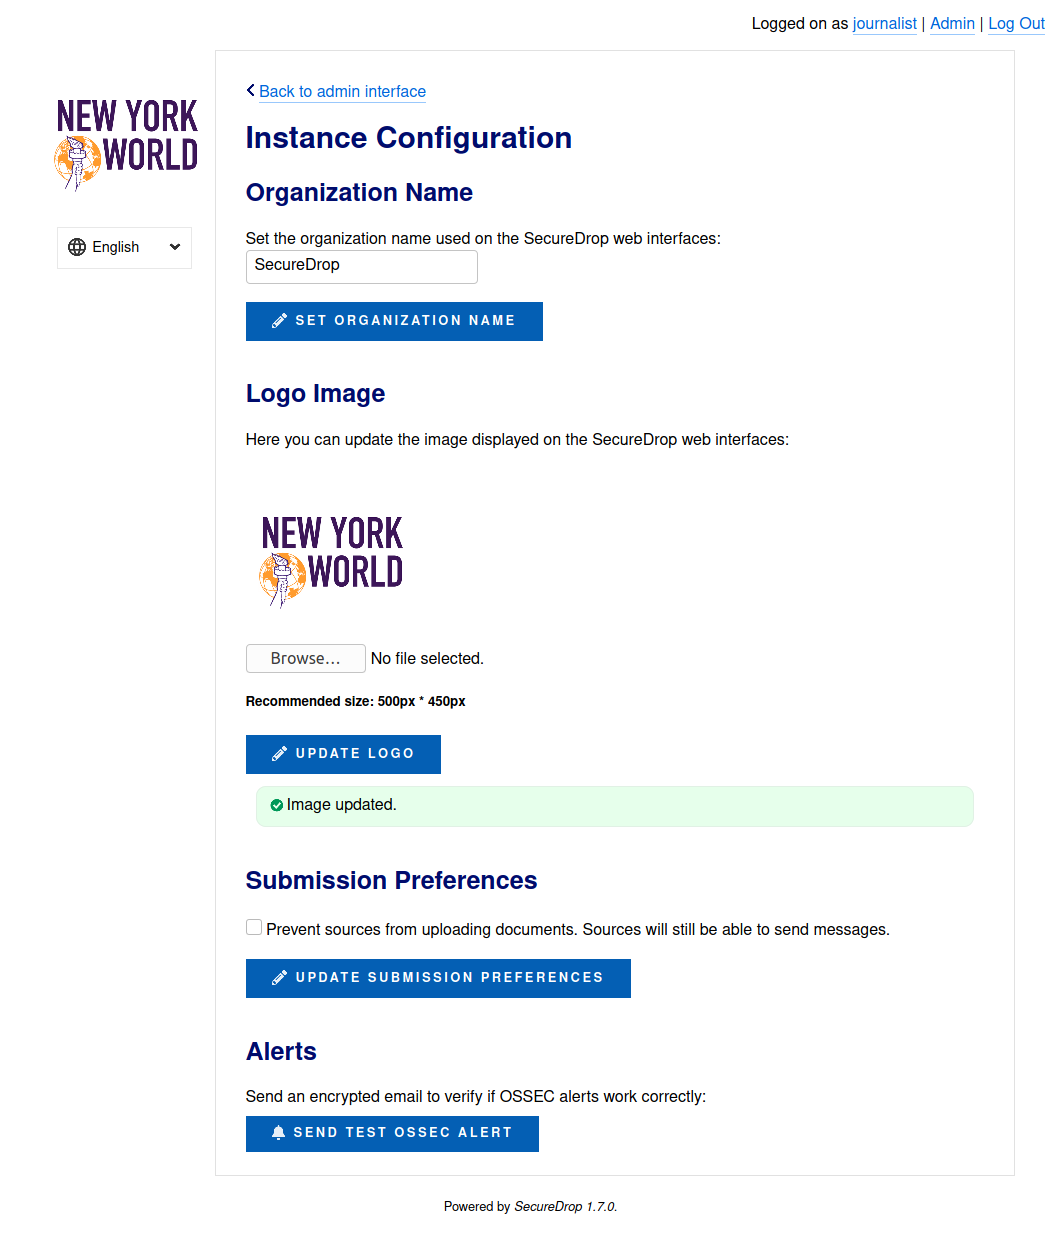 Logged on as journalist | Admin | Log Out
NEW YORK
WORLD
English
Back to admin interface
Instance Configuration
Organization Name
Set the organization name used on the SecureDrop web interfaces:
SecureDrop
SET ORGANIZATION NAME
Logo Image
Here you can update the image displayed on the SecureDrop web interfaces:
NEW YORK
WORLD
Browse... No file selected.
Recommended size: 500px * 450px
UPDATE LOGO
Image updated.
Submission Preferences
Prevent sources from uploading documents. Sources will still be able to send messages.
UPDATE SUBMISSION PREFERENCES
Alerts
Send an encrypted email to verify if OSSEC alerts work correctly:
SEND TEST OSSEC ALERT
Powered by SecureDrop 1.7.0.